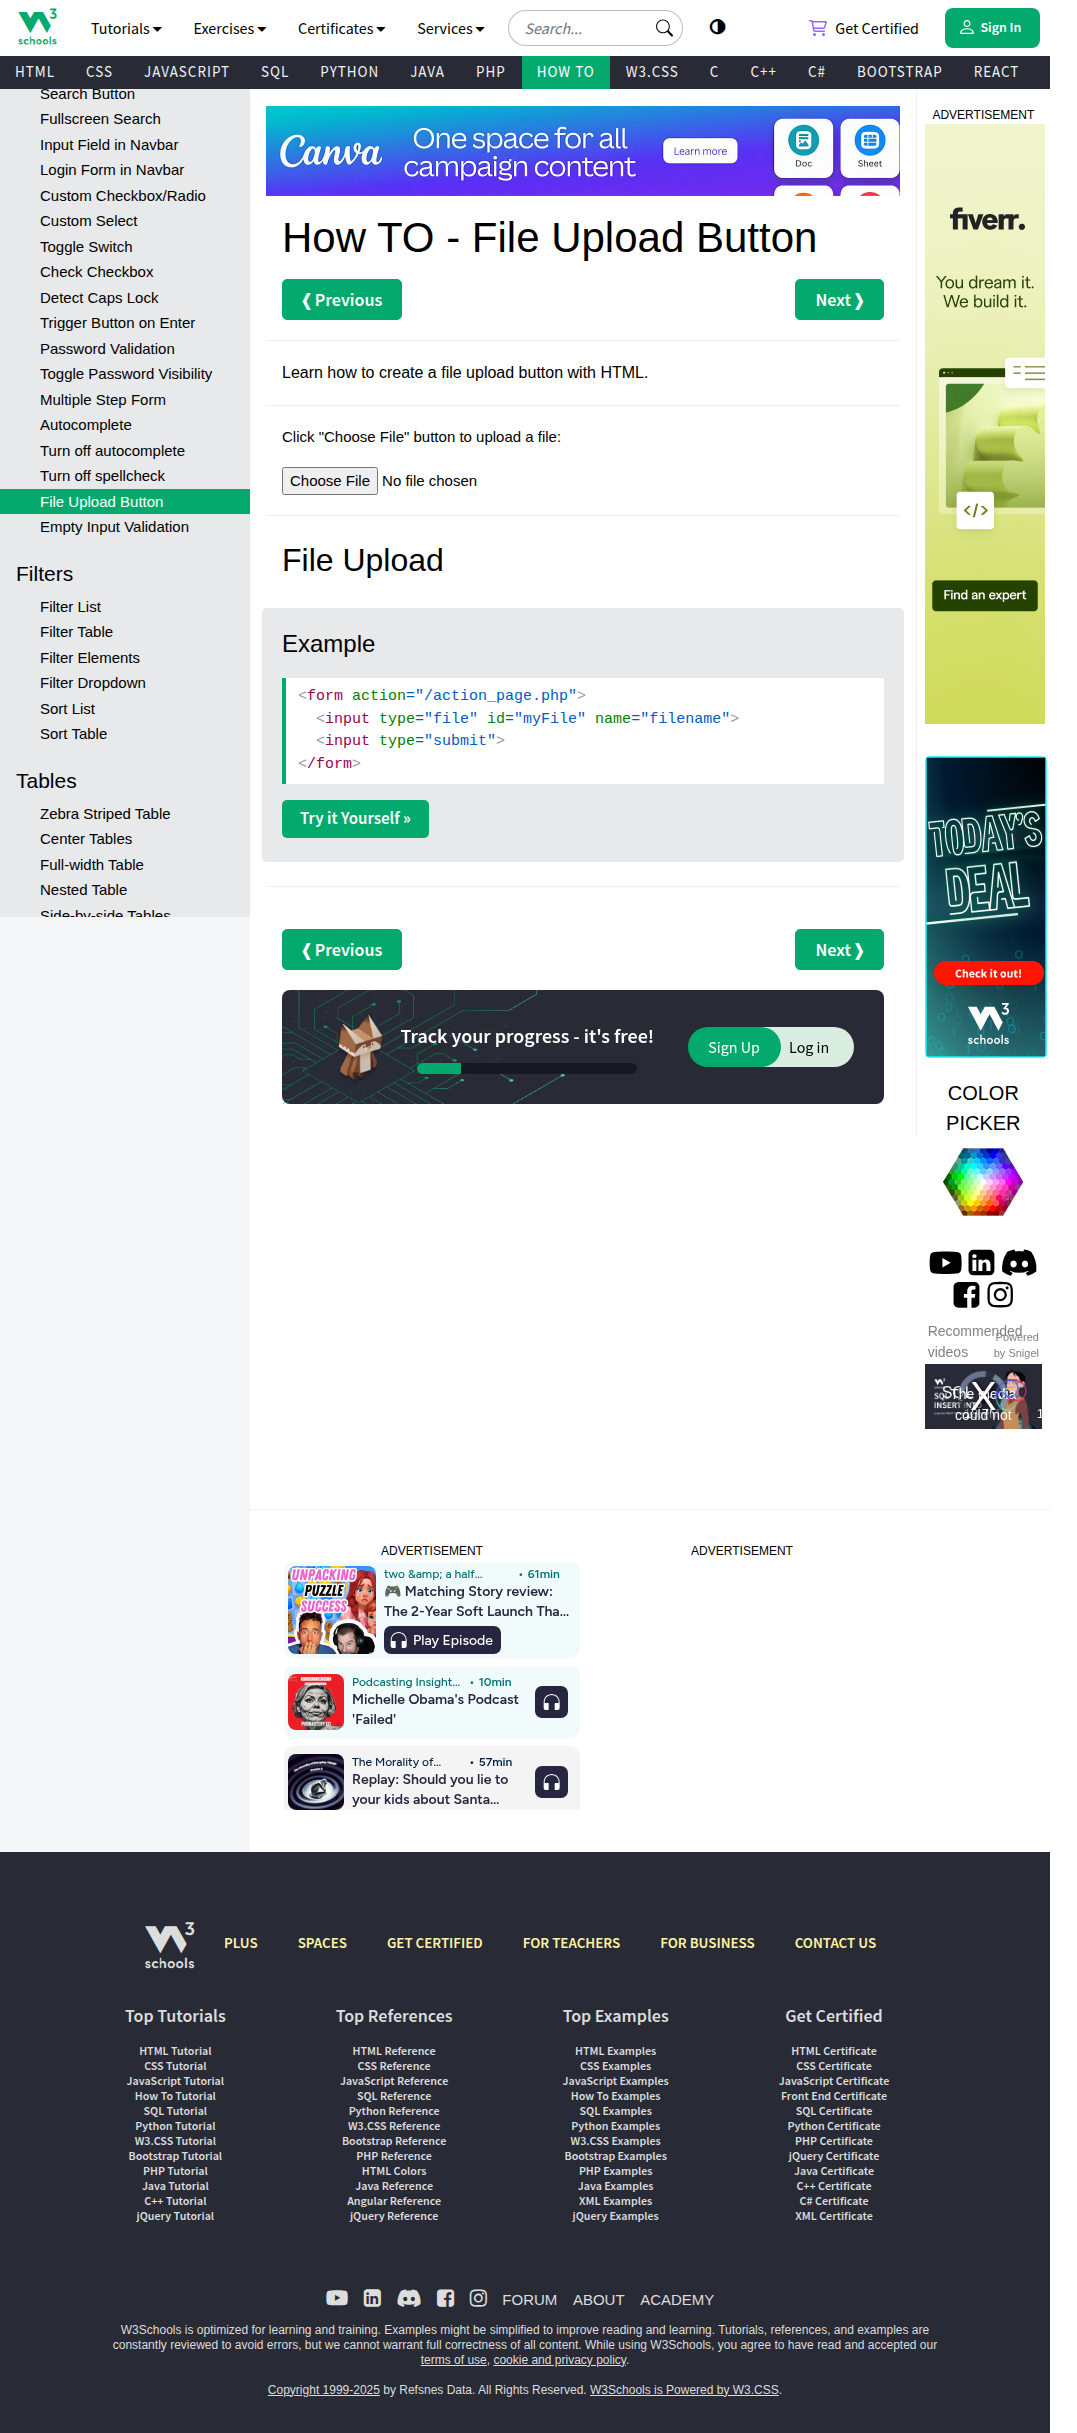 W3 schools
Tutorials Exercises Certificates Services Search... Get Certified Sign In
HTML CSS JAVASCRIPT SQL PYTHON JAVA PHP HOW TO W3.CSS C C++ C# BOOTSTRAP REACT
Search Button
Fullscreen Search
Input Field in Navbar
Login Form in Navbar
Custom Checkbox/Radio
Custom Select
Toggle Switch
Check Checkbox
Detect Caps Lock
Trigger Button on Enter
Password Validation
Toggle Password Visibility
Multiple Step Form
Autocomplete
Turn off autocomplete
Turn off spellcheck
File Upload Button
Empty Input Validation
Filters
Filter List
Filter Table
Filter Elements
Filter Dropdown
Sort List
Sort Table
Tables
Zebra Striped Table
Center Tables
Full-width Table
Nested Table
Side-by-side Tables
Canva One space for all
campaign content
Learn more
Doc Sheet
How TO - File Upload Button
❮ Previous Next ❯
Learn how to create a file upload button with HTML.
Click "Choose File" button to upload a file:
Choose File No file chosen
File Upload
Example
<form action="/action_page.php">
<input type="file" id="myFile" name="filename">
<input type="submit">
</form>
Try it Yourself »
❮ Previous Next ❯
Track your progress - it's free! Sign Up Log in
ADVERTISEMENT
fiverr.
You dream it.
We build it.
</>
Find an expert
TODAY'S
DEAL
Check it out!
W3
schools
COLOR
PICKER
Recommended
videos
Powered
by Snigel
SQL
INSERT INTO
The media
could not
ADVERTISEMENT ADVERTISEMENT
UNPACKING
PUZZLE
SUCCESS
two &amp; a half... • 61min
🎮 Matching Story review:
The 2-Year Soft Launch Tha...
Play Episode
Podcasting Insight... • 10min
Michelle Obama's Podcast
'Failed'
The Morality of... • 57min
Replay: Should you lie to
your kids about Santa...
W3 schools PLUS SPACES GET CERTIFIED FOR TEACHERS FOR BUSINESS CONTACT US
Top Tutorials
HTML Tutorial
CSS Tutorial
JavaScript Tutorial
How To Tutorial
SQL Tutorial
Python Tutorial
W3.CSS Tutorial
Bootstrap Tutorial
PHP Tutorial
Java Tutorial
C++ Tutorial
jQuery Tutorial
Top References
HTML Reference
CSS Reference
JavaScript Reference
SQL Reference
Python Reference
W3.CSS Reference
Bootstrap Reference
PHP Reference
HTML Colors
Java Reference
Angular Reference
jQuery Reference
Top Examples
HTML Examples
CSS Examples
JavaScript Examples
How To Examples
SQL Examples
Python Examples
W3.CSS Examples
Bootstrap Examples
PHP Examples
Java Examples
XML Examples
jQuery Examples
Get Certified
HTML Certificate
CSS Certificate
JavaScript Certificate
Front End Certificate
SQL Certificate
Python Certificate
PHP Certificate
jQuery Certificate
Java Certificate
C++ Certificate
C# Certificate
XML Certificate
FORUM ABOUT ACADEMY
W3Schools is optimized for learning and training. Examples might be simplified to improve reading and learning. Tutorials, references, and examples are
constantly reviewed to avoid errors, but we cannot warrant full correctness of all content. While using W3Schools, you agree to have read and accepted our
terms of use, cookie and privacy policy.
Copyright 1999-2025 by Refsnes Data. All Rights Reserved. W3Schools is Powered by W3.CSS.